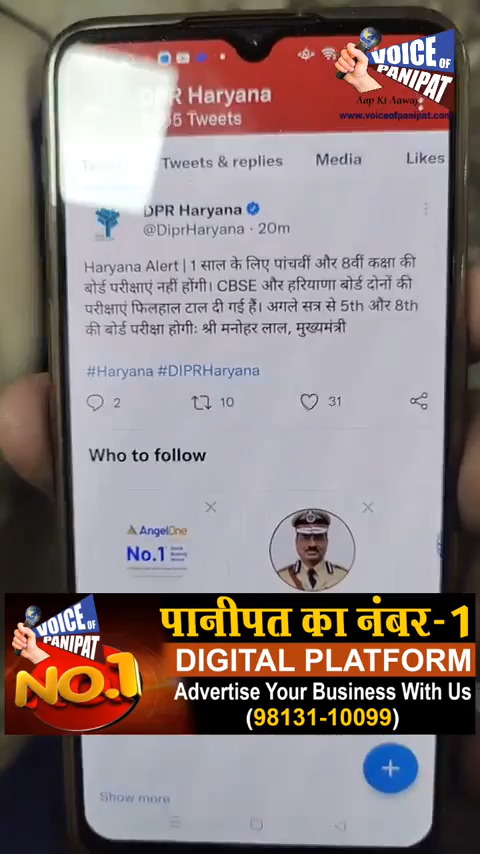 VOICE OF
PANIPAT
Aap Ki Aawaz
www.voiceofpanipat.com
Haryana
5 Tweets
Tweets & replies
Media
Likes
DPR Haryana
@DiprHaryana · 20m
Haryana Alert | 1 साल के लिए पांचवीं और 8वीं कक्षा की
बोर्ड परीक्षाएं नहीं होंगी। CBSE और हरियाणा बोर्ड दोनों की
परीक्षाएं फिलहाल टाल दी गई हैं। अगले सत्र से 5th और 8th
की बोर्ड परीक्षा होगीः श्री मनोहर लाल, मुख्यमंत्री
#Haryana #DIPRHaryana
2
10
31
Who to follow
AngelOne
No.1
VOICE OF
PANIPAT
NO.1
पानीपत का नंबर-1
DIGITAL PLATFORM
Advertise Your Business With Us
(98131-10099)
Show more